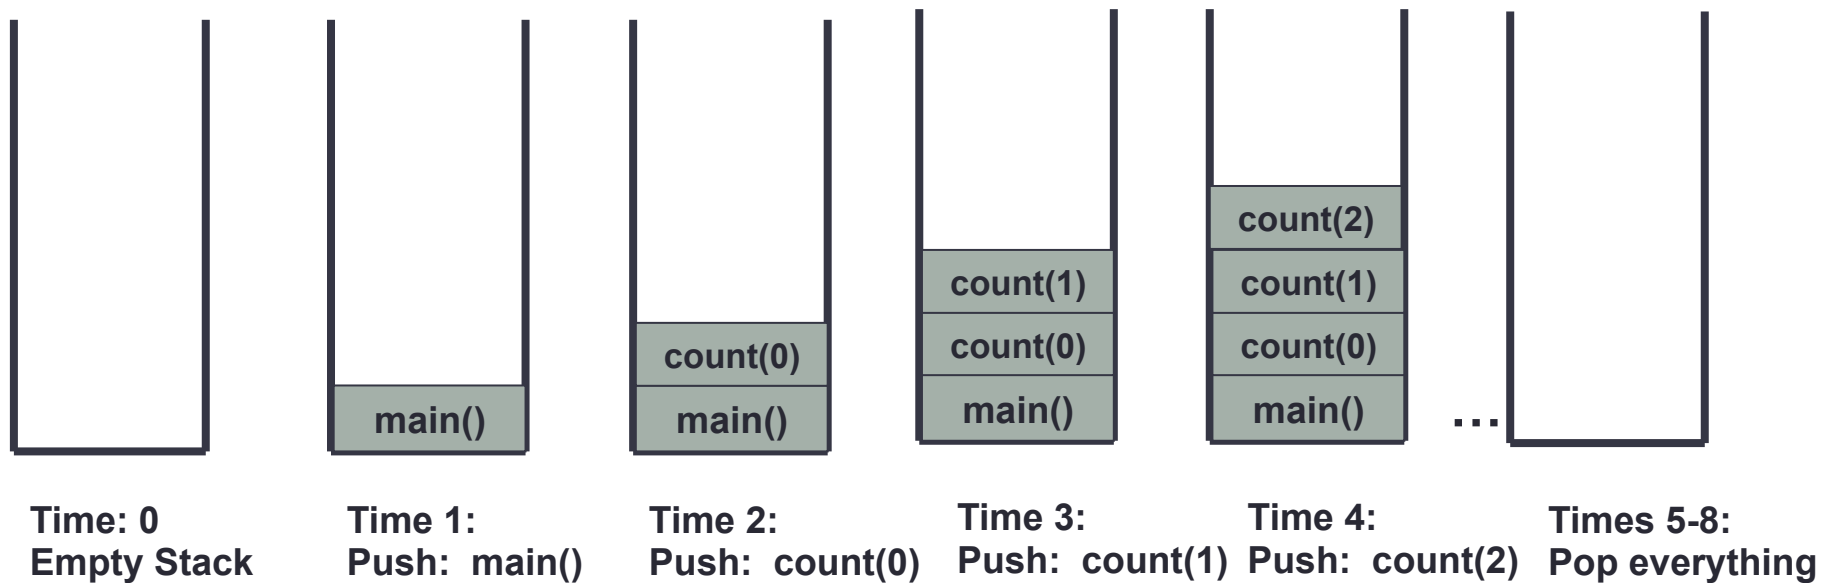 count(2)
count(1)
count(1)
count(0)
count(0)
count(0)
main()
main()
main()
main()
...
Time: 0
Empty Stack
Time 1:
Push: main()
Time 2:
Push: count(0)
Time 3:
Push: count(1)
Time 4:
Push: count(2)
Times 5-8:
Pop everything